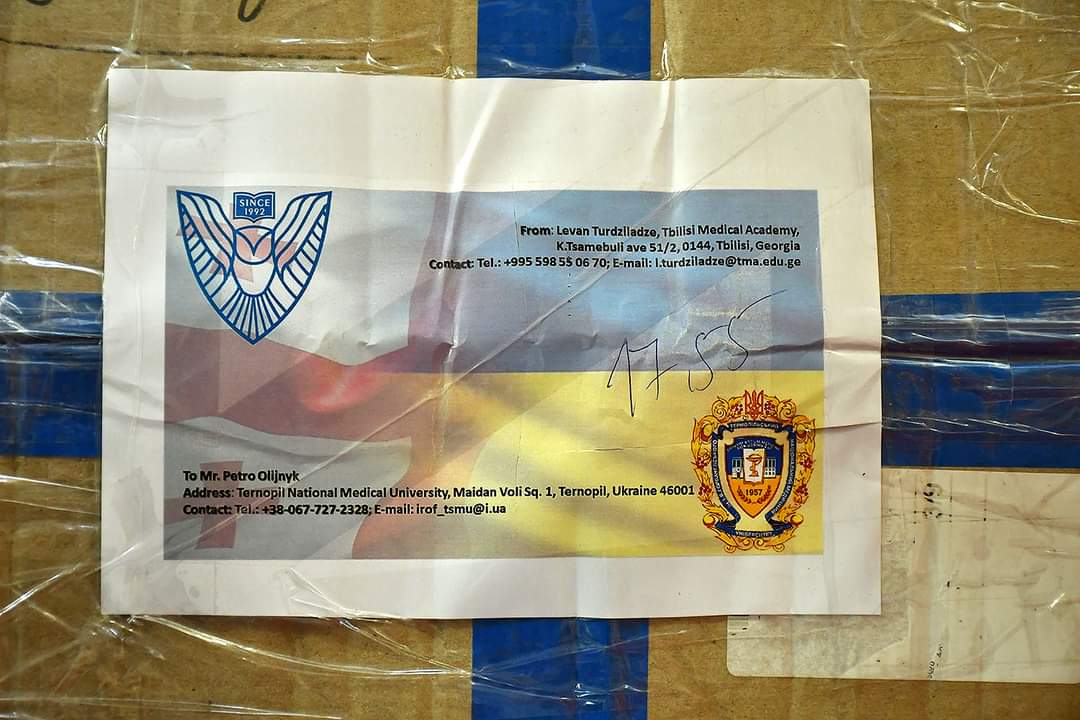 SINCE
1992
From: Levan Turdziladze, Tbilisi Medical Academy,
K.Tsamebuli ave 51/2, 0144, Tbilisi, Georgia
Contact: Tel.: +995 598 55 06 70; E-mail: l.turdziladze@tma.edu.ge
17.55
ТЕРНОПІЛЬСЬКИЙ
1957
УНІВЕРСИТЕТ
To Mr. Petro Olijnyk
Address: Ternopil National Medical University, Maidan Voli Sq. 1, Ternopil, Ukraine 46001
Contact: Tel.: +38-067-727-2328; E-mail: irof_tsmu@i.ua